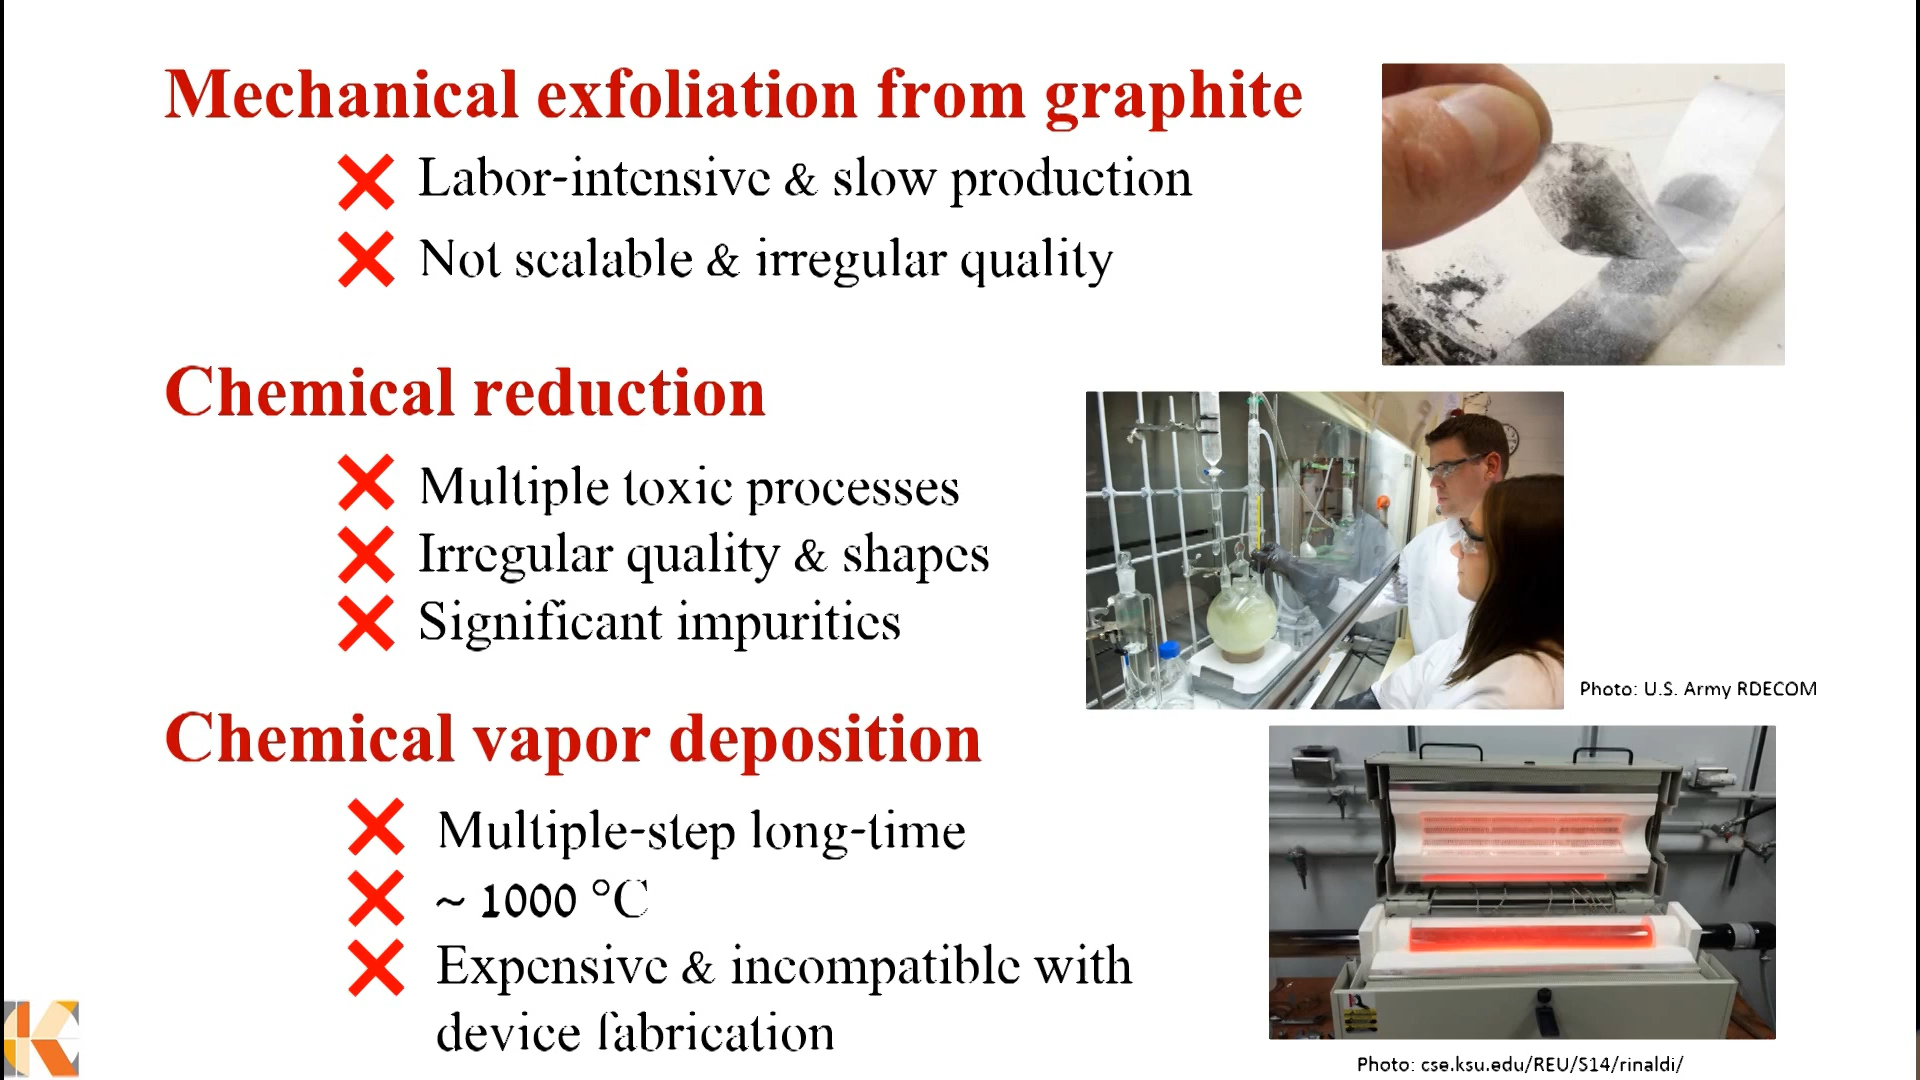 Mechanical exfoliation from graphite
Labor-intensive & slow production
Not scalable & irregular quality
Chemical reduction
Multiple toxic processes
Irregular quality & shapes
Significant impurities
Photo: U.S. Army RDECOM
Chemical vapor deposition
Multiple-step long-time
~ 1000 °C
Expensive & incompatible with
device fabrication
Photo: cse.ksu.edu/REU/S14/rinaldi/